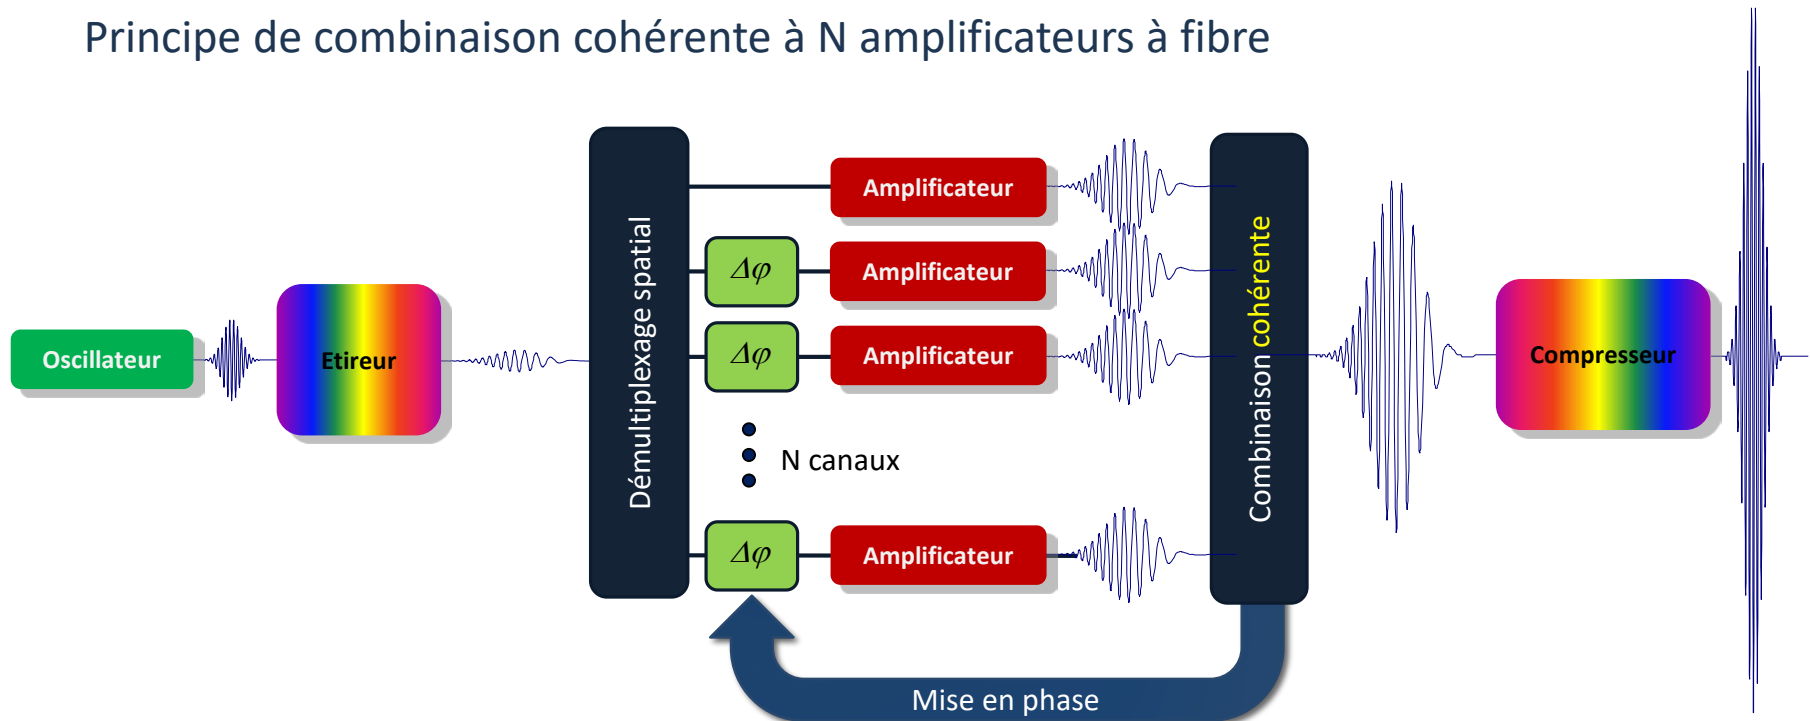 Principe de combinaison cohérente à N amplificateurs à fibre
Oscillateur
Etireur
Démultiplexage spatial
Amplificateur
Δφ
Amplificateur
Δφ
Amplificateur
N canaux
Δφ
Amplificateur
Combinaison cohérente
Compresseur
Mise en phase